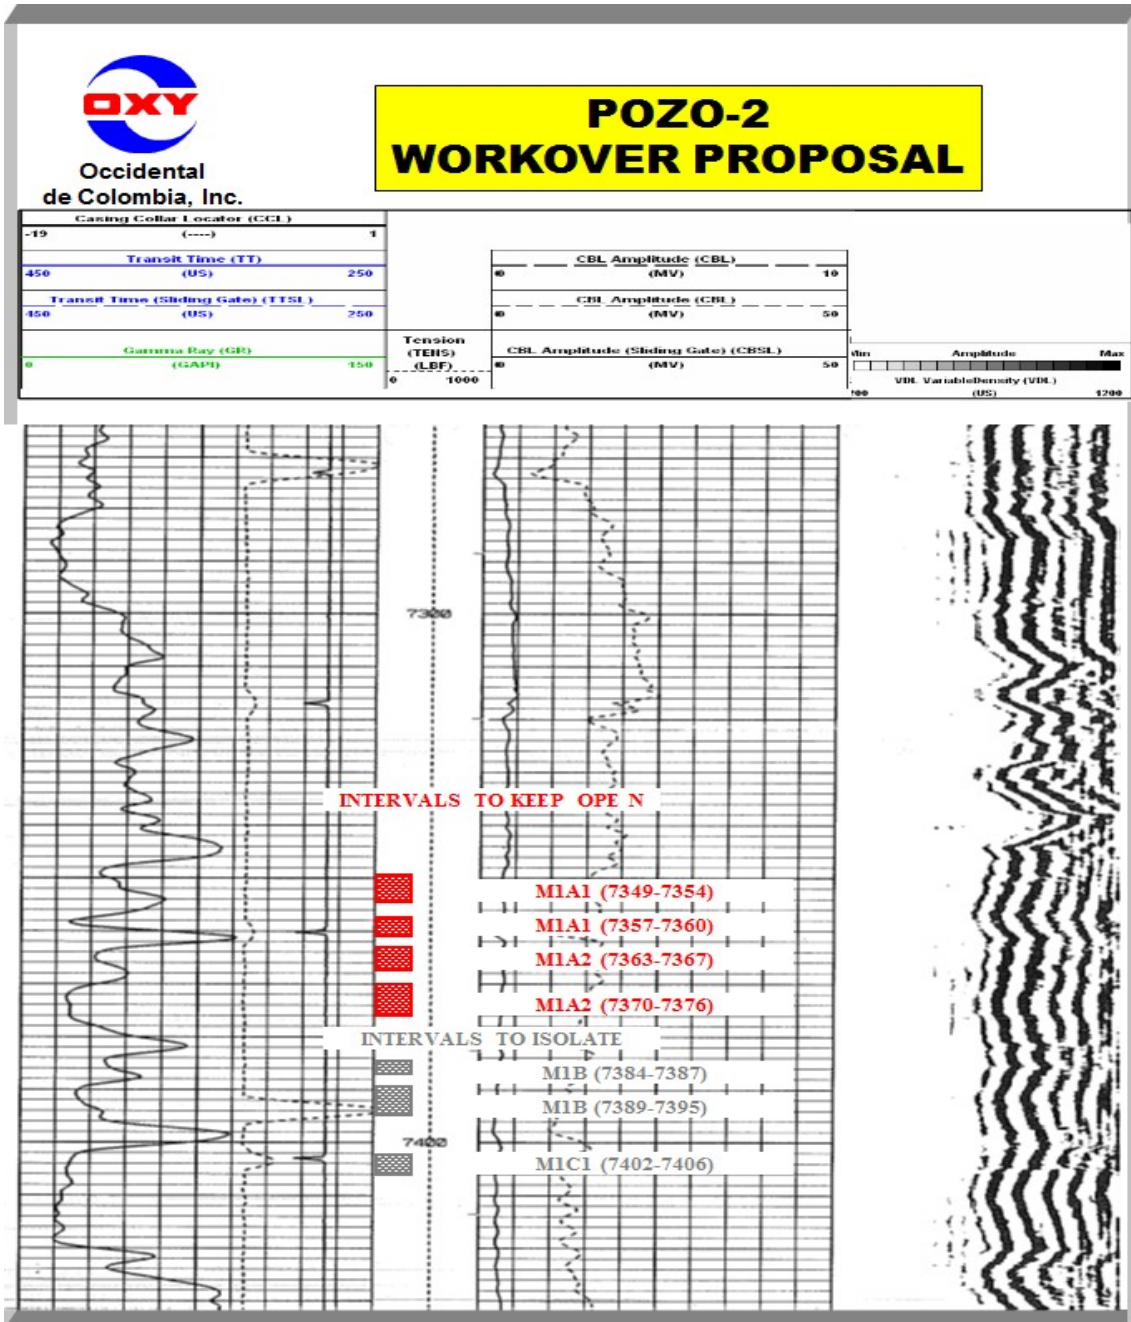 OXY
Occidental
de Colombia, Inc.
POZO-2
WORKOVER PROPOSAL
Casing Collar Locator (CCL)
-19 (----) 1
Transit Time (TT)
450 (US) 250
Transit Time (Sliding Gate) (TTSL)
450 (US) 250
Gamma Ray (GR)
0 (GAPI) 150
Tension
(TENS)
(LBF)
0 1000
CBL Amplitude (CBL)
0 (MV) 10
CBL Amplitude (CBL)
0 (MV) 50
CBL Amplitude (Sliding Gate) (CBSL)
0 (MV) 50
Min Amplitude Max
VDL VariableDensity (VDL)
200 (US) 1200
7300
INTERVALS TO KEEP OPE N
M1A1 (7349-7354)
M1A1 (7357-7360)
M1A2 (7363-7367)
M1A2 (7370-7376)
INTERVALS TO ISOLATE
M1B (7384-7387)
M1B (7389-7395)
7400
M1C1 (7402-7406)